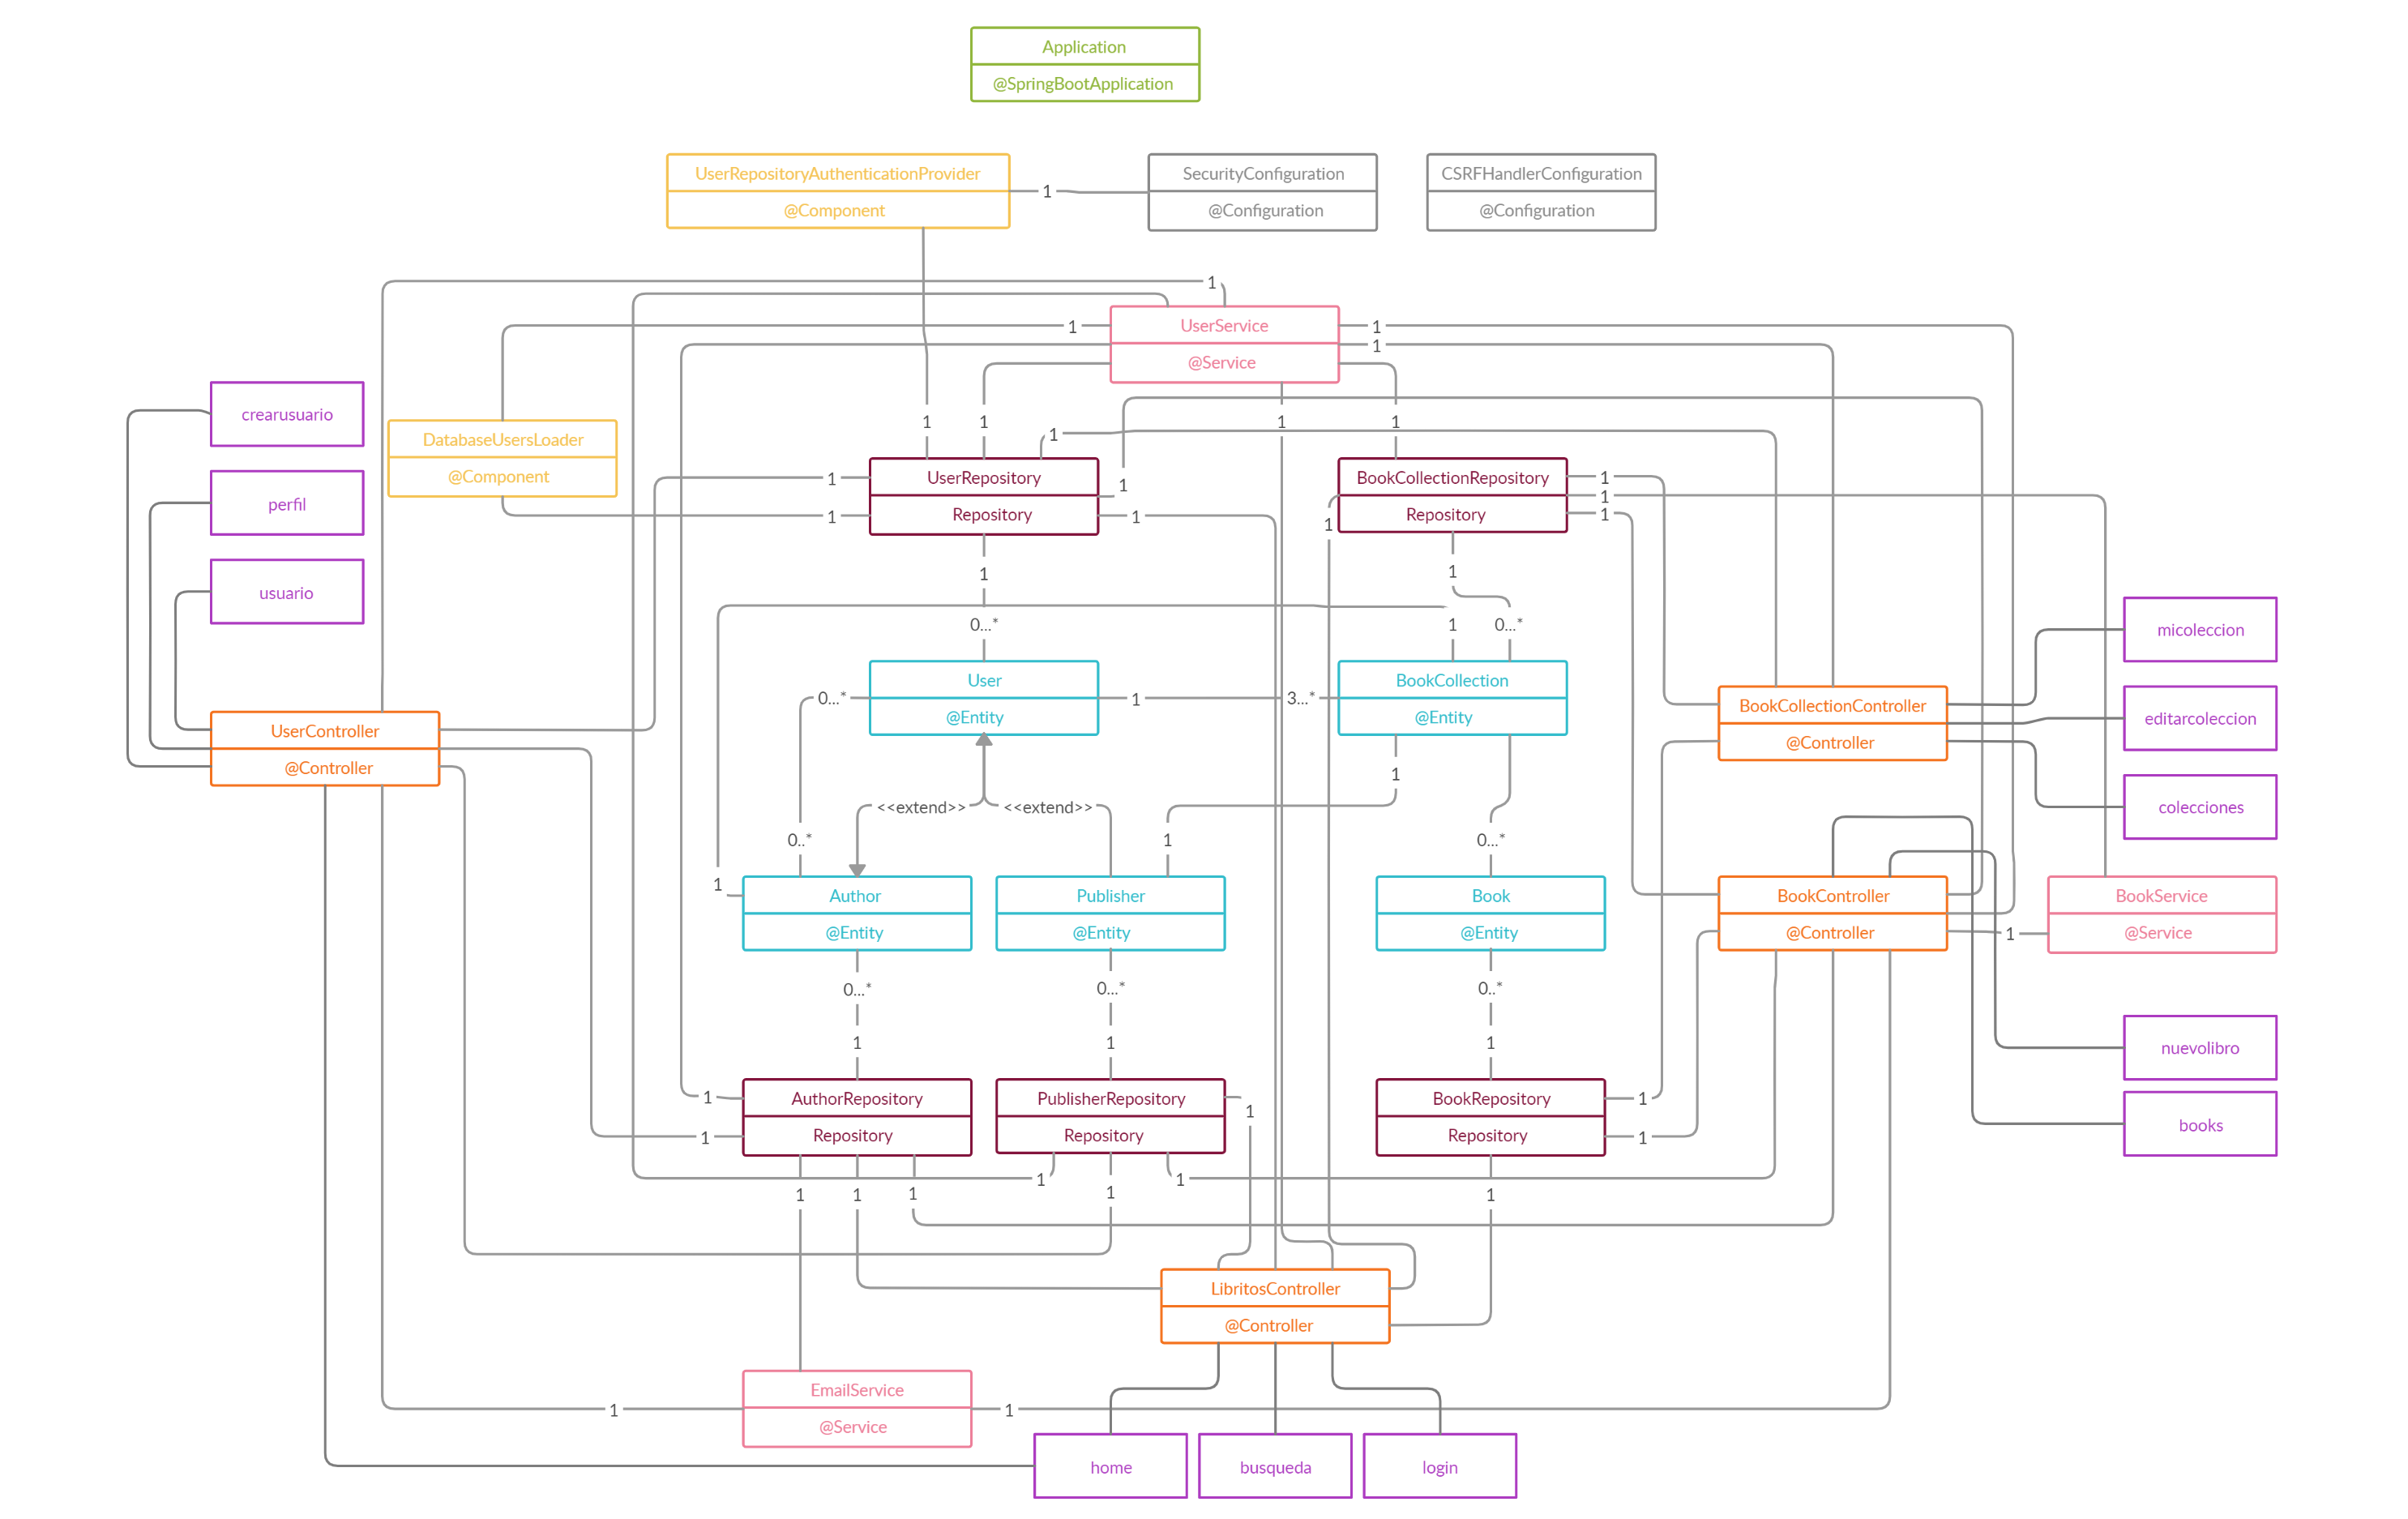 Application
@SpringBootApplication
UserRepositoryAuthenticationProvider
@Component
1
SecurityConfiguration
@Configuration
CSRFHandlerConfiguration
@Configuration
1
UserService
@Service
1
1
1
crearusuario
perfil
usuario
DatabaseUsersLoader
@Component
1
1
1
1
1
UserRepository
Repository
1
1
1
1
BookCollectionRepository
Repository
1
1
1
1
1
0...*
1
1
0...*
User
@Entity
0...*
1
3...*
BookCollection
@Entity
micoleccion
editarcoleccion
colecciones
BookCollectionController
@Controller
UserController
@Controller
1
<<extend>>
<<extend>>
0..*
1
0...*
1
Author
@Entity
Publisher
@Entity
Book
@Entity
BookController
@Controller
1
BookService
@Service
0...*
0...*
0..*
1
1
1
nuevolibro
books
1
1
AuthorRepository
Repository
PublisherRepository
Repository
1
BookRepository
Repository
1
1
1
1
1
1
1
1
1
LibritosController
@Controller
EmailService
@Service
1
1
home
busqueda
login